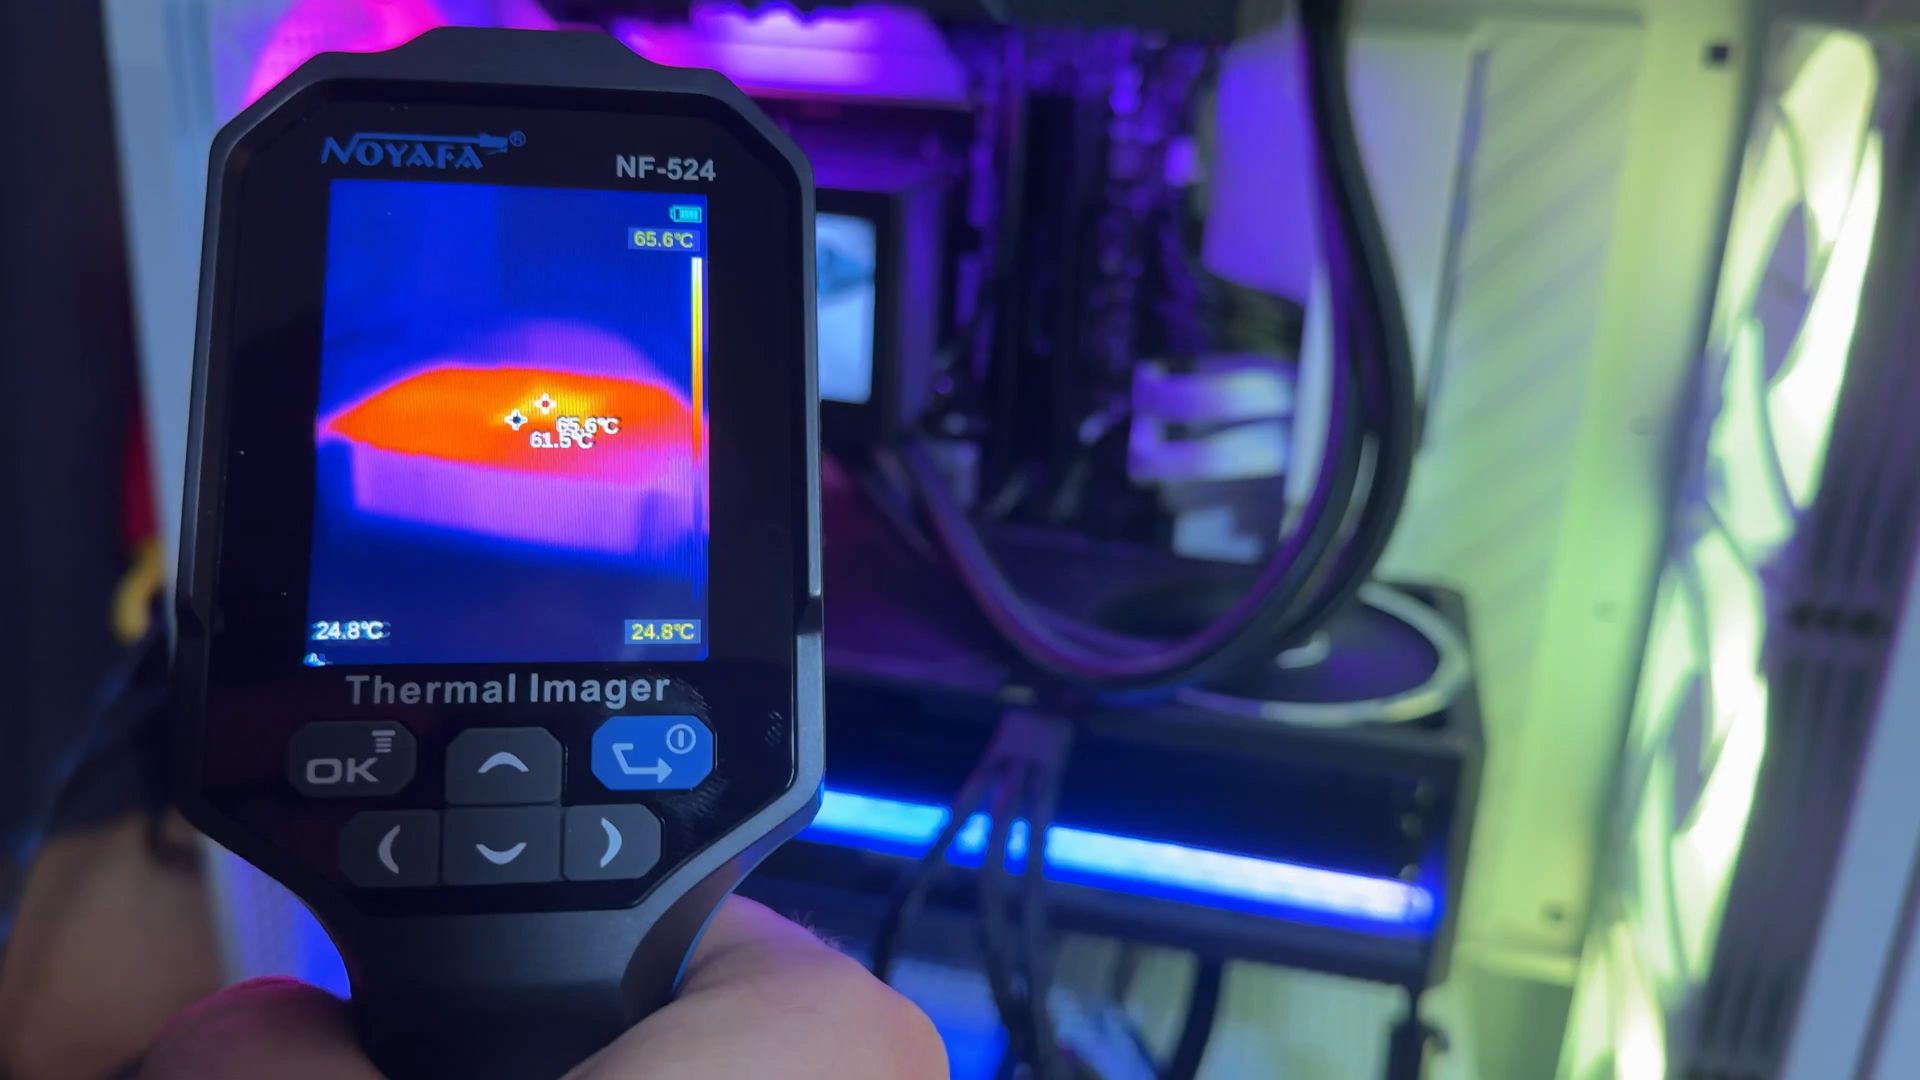 NOYAFA®
NF-524
65.6℃
65.6℃
61.5℃
24.8℃
24.8℃
Thermal Imager
OK